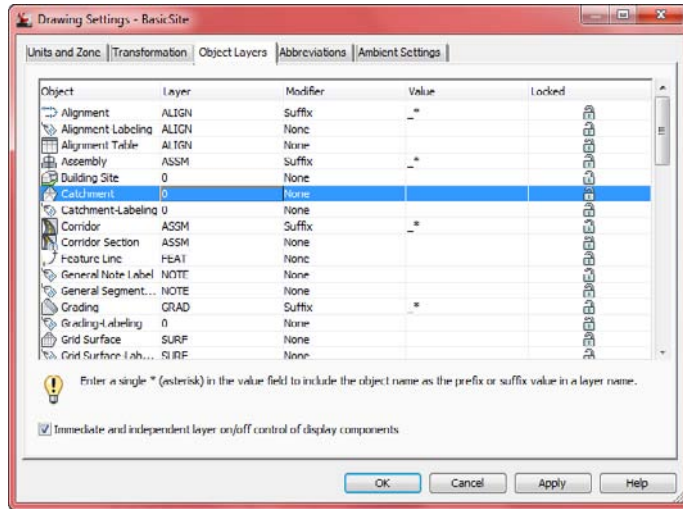 Drawing Settings - BasicSite
Units and Zone Transformation Object Layers Abbreviations Ambient Settings
Object Layer Modifier Value Locked
Alignment ALIGN Suffix _*
Alignment Labeling ALIGN None
Alignment Table ALIGN None
Assembly ASSM Suffix _*
Building Site 0 None
Catchment 0 None
Catchment-Labeling 0 None
Corridor ASSM Suffix _*
Corridor Section ASSM None
Feature Line FEAT None
General Note Label NOTE None
General Segment... NOTE None
Grading GRAD Suffix _*
Grading-Labeling 0 None
Grid Surface SURF None
Grid Surface-Lab... SURF None
Enter a single * (asterisk) in the value field to include the object name as the prefix or suffix value in a layer name.
Immediate and independent layer on/off control of display components
OK Cancel Apply Help